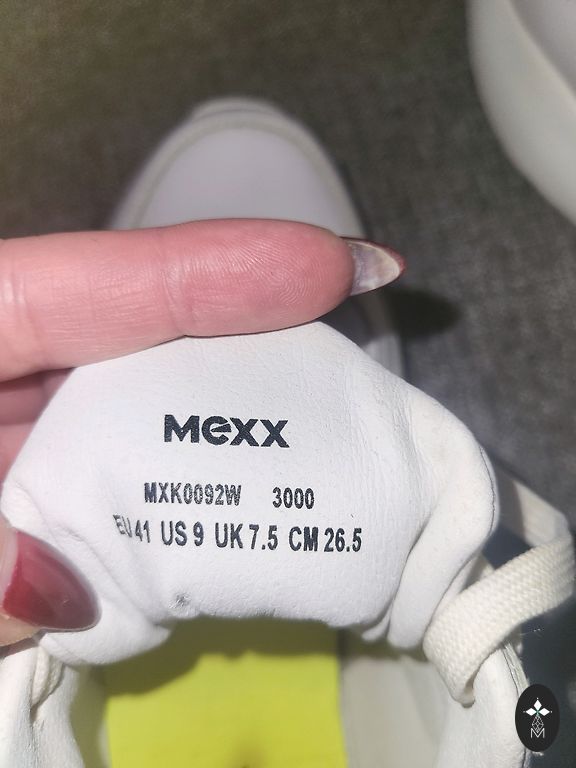 mexx
MXK0092W 3000
EU 41 US 9 UK 7.5 CM 26.5
M